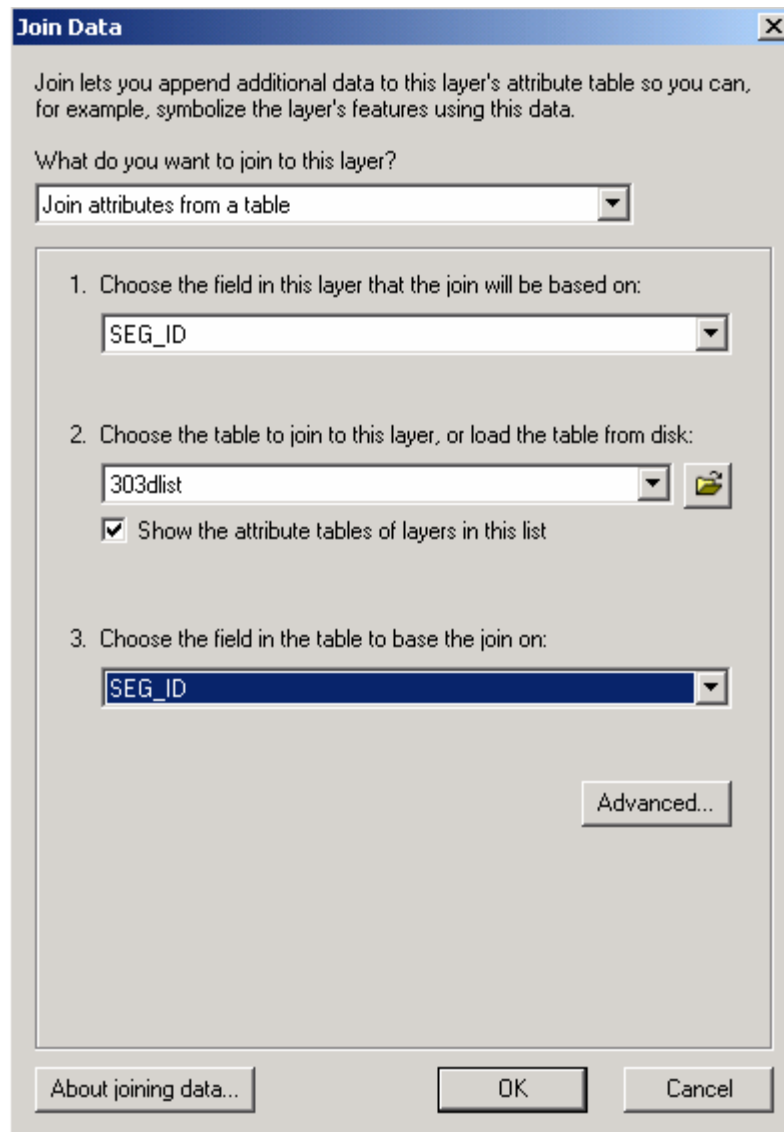 Join Data
Join lets you append additional data to this layer's attribute table so you can,
for example, symbolize the layer's features using this data.
What do you want to join to this layer?
Join attributes from a table
1. Choose the field in this layer that the join will be based on:
SEG_ID
2. Choose the table to join to this layer, or load the table from disk:
303dlist
Show the attribute tables of layers in this list
3. Choose the field in the table to base the join on:
SEG_ID
Advanced...
About joining data... OK Cancel